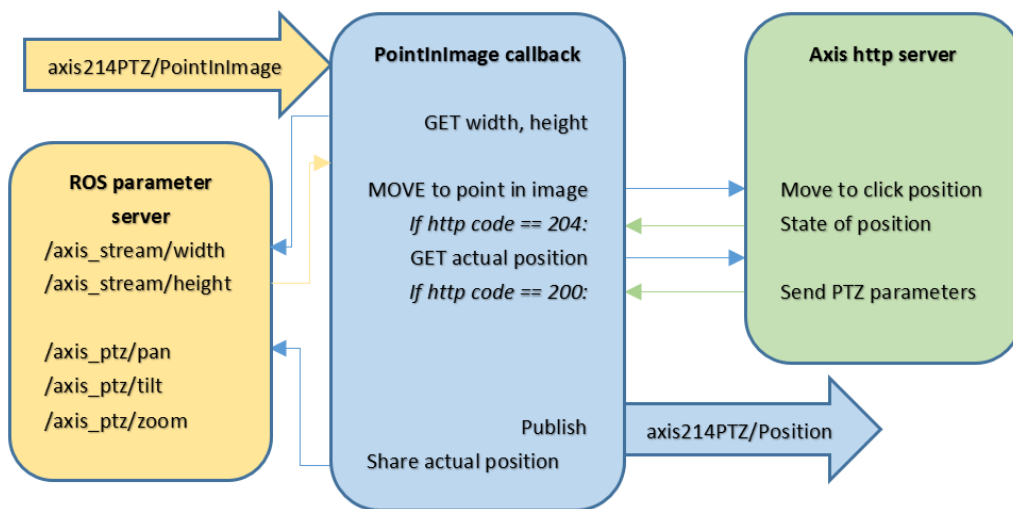 axis214PTZ/PointInImage
ROS parameter
server
/axis_stream/width
/axis_stream/height
/axis_ptz/pan
/axis_ptz/tilt
/axis_ptz/zoom
PointInImage callback
GET width, height
MOVE to point in image
If http code == 204:
GET actual position
If http code == 200:
Publish
Share actual position
Axis http server
Move to click position
State of position
Send PTZ parameters
axis214PTZ/Position